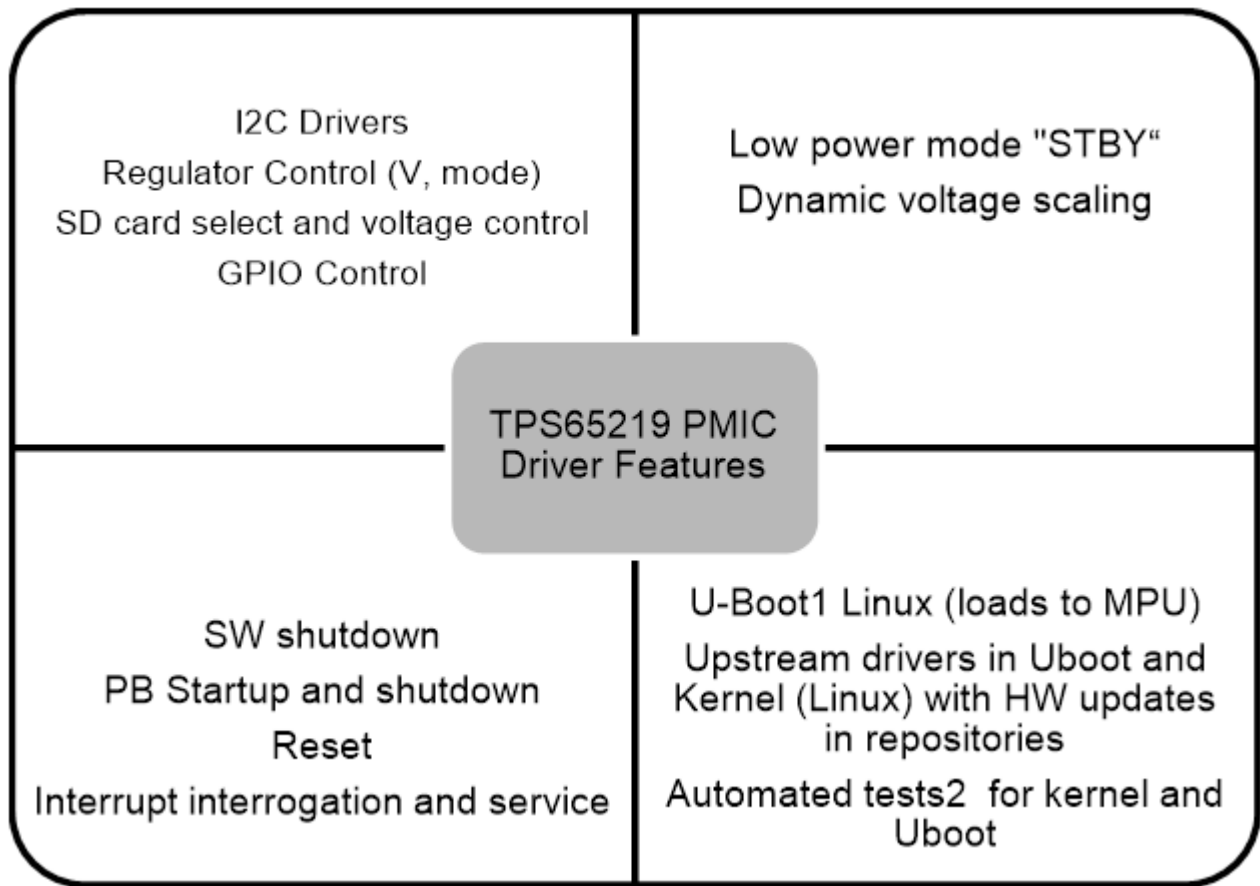 I2C Drivers
Regulator Control (V, mode)
SD card select and voltage control
GPIO Control
Low power mode "STBY“
Dynamic voltage scaling
TPS65219 PMIC
Driver Features
SW shutdown
PB Startup and shutdown
Reset
Interrupt interrogation and service
U-Boot1 Linux (loads to MPU)
Upstream drivers in Uboot and
Kernel (Linux) with HW updates
in repositories
Automated tests2  for kernel and
Uboot